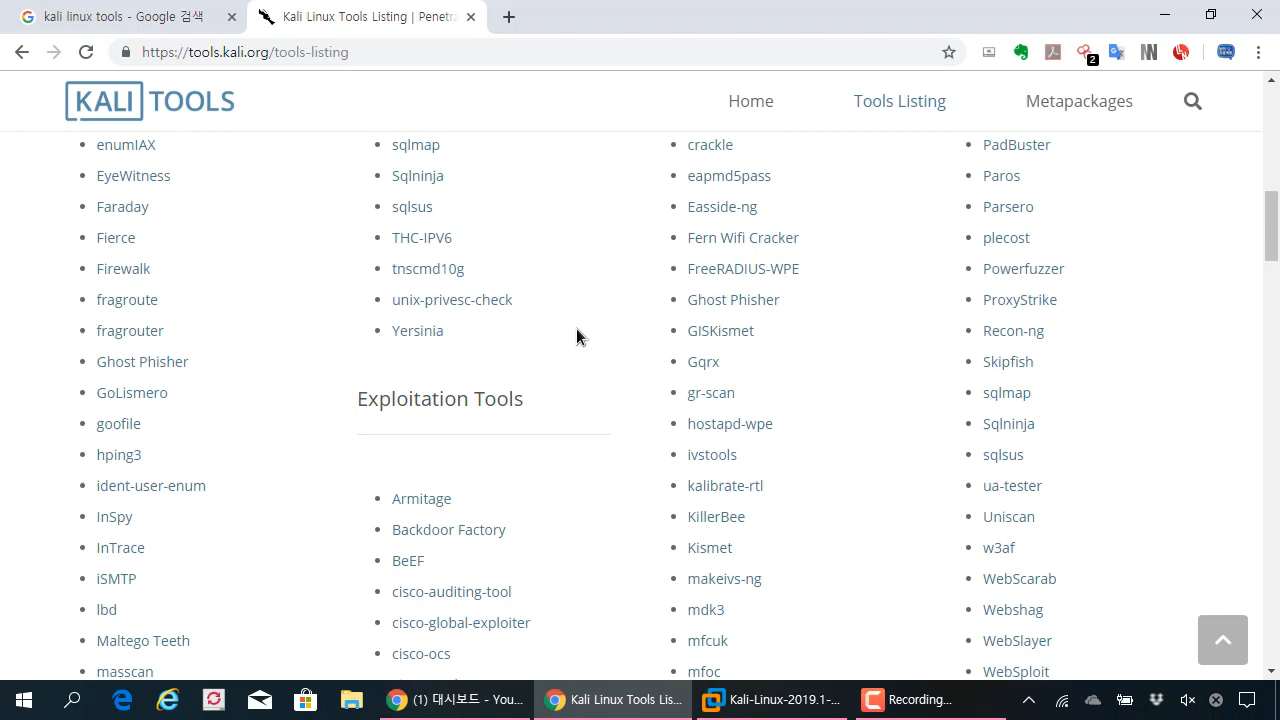 kali linux tools - Google 검색
Kali Linux Tools Listing | Penetra
https://tools.kali.org/tools-listing
2
KALI TOOLS
Home
Tools Listing
Metapackages
enumIAX
EyeWitness
Faraday
Fierce
Firewalk
fragroute
fragrouter
Ghost Phisher
GoLismero
goofile
hping3
ident-user-enum
InSpy
InTrace
iSMTP
lbd
Maltego Teeth
masscan
sqlmap
Sqlninja
sqlsus
THC-IPV6
tnscmd10g
unix-privesc-check
Yersinia
Exploitation Tools
Armitage
Backdoor Factory
BeEF
cisco-auditing-tool
cisco-global-exploiter
cisco-ocs
crackle
eapmd5pass
Easside-ng
Fern Wifi Cracker
FreeRADIUS-WPE
Ghost Phisher
GISKismet
Gqrx
gr-scan
hostapd-wpe
ivstools
kalibrate-rtl
KillerBee
Kismet
makeivs-ng
mdk3
mfcuk
mfoc
PadBuster
Paros
Parsero
plecost
Powerfuzzer
ProxyStrike
Recon-ng
Skipfish
sqlmap
Sqlninja
sqlsus
ua-tester
Uniscan
w3af
WebScarab
Webshag
WebSlayer
WebSploit
(1) 대시보드 - You...
Kali Linux Tools Lis...
Kali-Linux-2019.1-...
Recording...